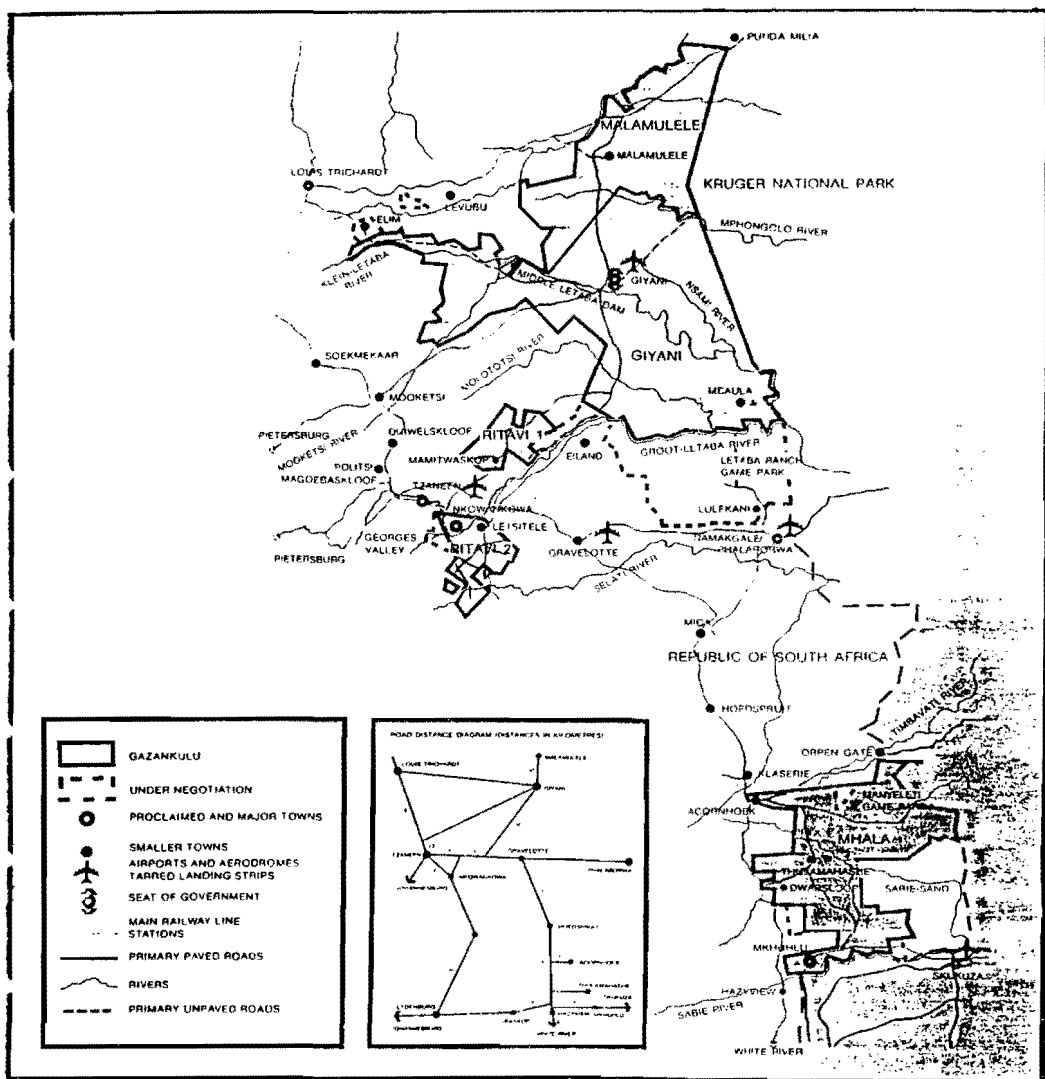 PUNDA MILIA
MALAMULELE
MALAMULELE
LOUIS TRICHARDT
KRUGER NATIONAL PARK
LEVUBU
ELIM
MPHONGOLO RIVER
KLEIN-LETABA
RIVER
MIDDLE LETABA DAM
GIYANI
NSAMI RIVER
GIYANI
SOEKMEKAAR
MOLOTOTSI RIVER
MOOKETSI
PIETERSBURG
MOOKETSI RIVER
DUIWELSKLOOF
RITAVI 1
EILAND
GROOT-LETABA RIVER
MAMITWASKOP
LETABA RANCH
GAME PARK
POLITSI
MAGOEBASKLOOF
TZANEEN
LULEKANI
NKOWANKOWA
LETSITELE
GEORGES
VALLEY
RITAVI 2
GRAVELOTTE
NAMAKGALE/
PHALABORWA
PIETERSBURG
SELATI RIVER
MICA
REPUBLIC OF SOUTH AFRICA
HOEDSPRUIT
TIMBAVATI RIVER
ORPEN GATE
KLASERIE
MANYELETI
GAME
ACORNHOEK
MHALA
THULAMAHASHE
DWARSLOOP
SABIE-SAND
MKHUHLU
SKUKUZA
HAZYVIEW
SABIE RIVER
WHITE RIVER
GAZANKULU
UNDER NEGOTIATION
PROCLAIMED AND MAJOR TOWNS
SMALLER TOWNS
AIRPORTS AND AERODROMES
TARRED LANDING STRIPS
SEAT OF GOVERNMENT
MAIN RAILWAY LINE
STATIONS
PRIMARY PAVED ROADS
RIVERS
PRIMARY UNPAVED ROADS
ROAD DISTANCE DIAGRAM (DISTANCES IN KILOMETRES)
LOUIS TRICHARDT
MALAMULELE
GIYANI
TZANEEN
GRAVELOTTE
NKOWANKOWA
HOEDSPRUIT
ACORNHOEK
LYDENBURG
WHITE RIVER